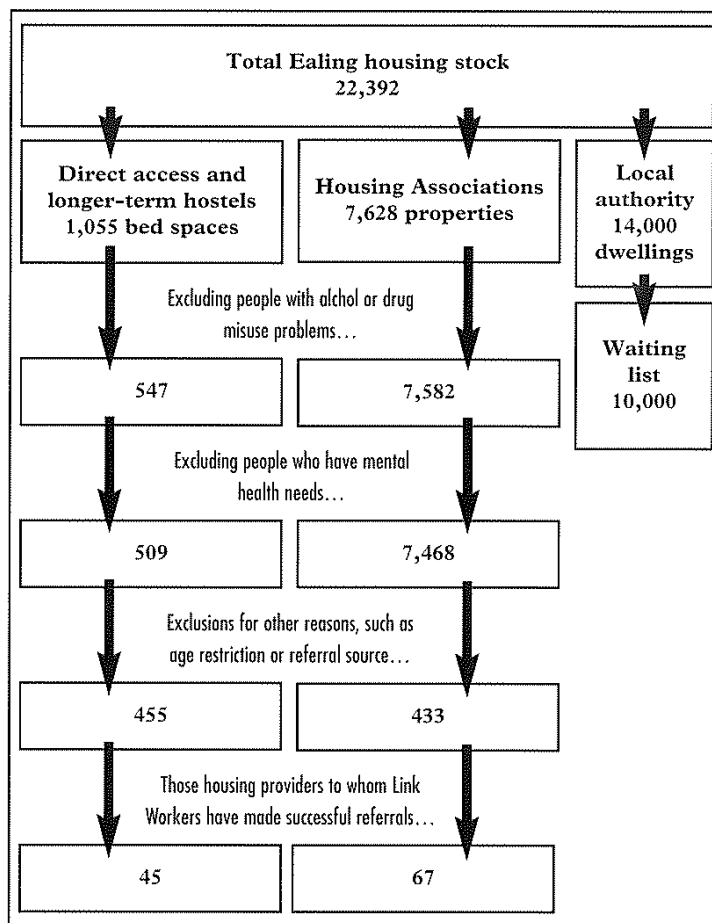 Total Ealing housing stock
22,392
Direct access and
longer-term hostels
1,055 bed spaces
Housing Associations
7,628 properties
Local
authority
14,000
dwellings
Excluding people with alchol or drug
misuse problems...
Waiting
list
10,000
547
7,582
Excluding people who have mental
health needs...
509
7,468
Exclusions for other reasons, such as
age restriction or referral source...
455
433
Those housing providers to whom Link
Workers have made successful referrals...
45
67